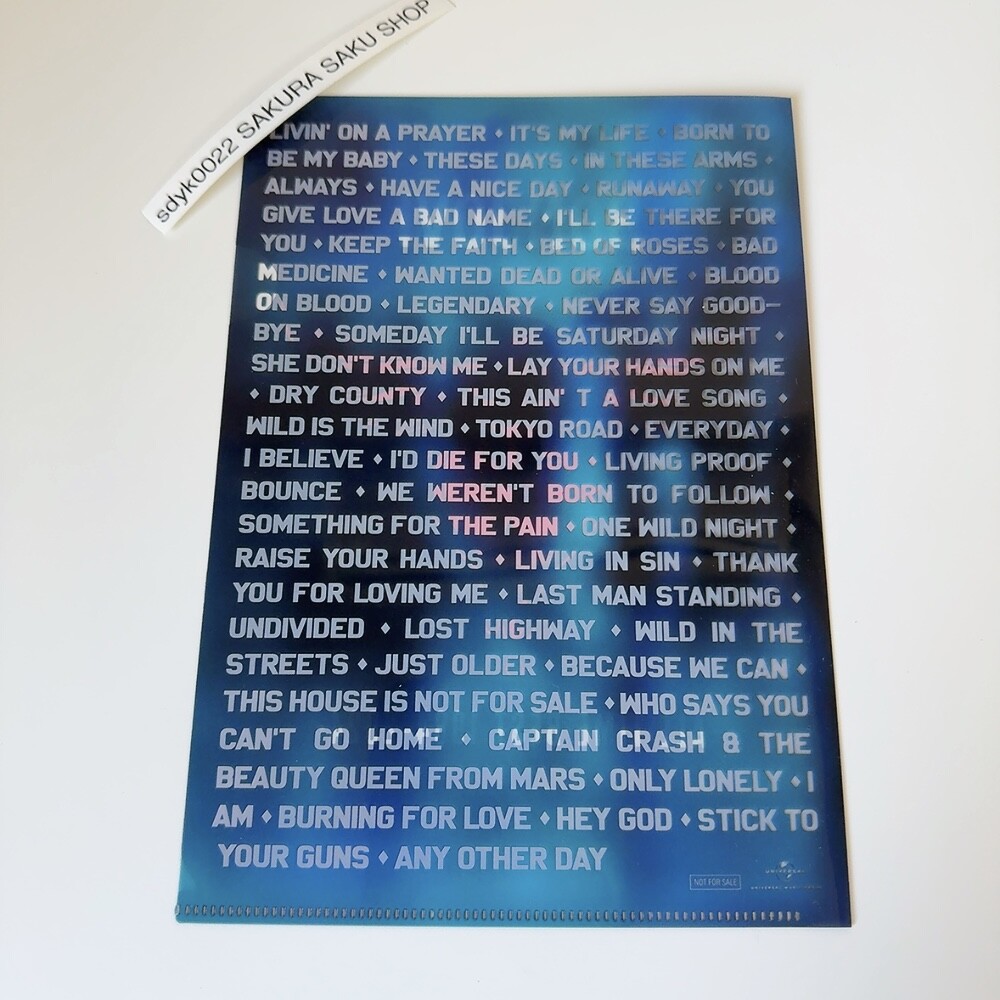 sdyk0022 SAKURA SAKU SHOP
LIVIN' ON A PRAYER ⬥ IT'S MY LIFE ⬥ BORN TO
BE MY BABY ⬥ THESE DAYS ⬥ IN THESE ARMS ⬥
ALWAYS ⬥ HAVE A NICE DAY ⬥ RUNAWAY ⬥ YOU
GIVE LOVE A BAD NAME ⬥ I'LL BE THERE FOR
YOU ⬥ KEEP THE FAITH ⬥ BED OF ROSES ⬥ BAD
MEDICINE ⬥ WANTED DEAD OR ALIVE ⬥ BLOOD
ON BLOOD ⬥ LEGENDARY ⬥ NEVER SAY GOOD-
BYE ⬥ SOMEDAY I'LL BE SATURDAY NIGHT ⬥
SHE DON'T KNOW ME ⬥ LAY YOUR HANDS ON ME
⬥ DRY COUNTY ⬥ THIS AIN' T A LOVE SONG ⬥
WILD IS THE WIND ⬥ TOKYO ROAD ⬥ EVERYDAY ⬥
I BELIEVE ⬥ I'D DIE FOR YOU ⬥ LIVING PROOF ⬥
BOUNCE ⬥ WE WEREN'T BORN TO FOLLOW ⬥
SOMETHING FOR THE PAIN ⬥ ONE WILD NIGHT ⬥
RAISE YOUR HANDS ⬥ LIVING IN SIN ⬥ THANK
YOU FOR LOVING ME ⬥ LAST MAN STANDING ⬥
UNDIVIDED ⬥ LOST HIGHWAY ⬥ WILD IN THE
STREETS ⬥ JUST OLDER ⬥ BECAUSE WE CAN ⬥
THIS HOUSE IS NOT FOR SALE ⬥ WHO SAYS YOU
CAN'T GO HOME ⬥ CAPTAIN CRASH & THE
BEAUTY QUEEN FROM MARS ⬥ ONLY LONELY ⬥ I
AM ⬥ BURNING FOR LOVE ⬥ HEY GOD ⬥ STICK TO
YOUR GUNS ⬥ ANY OTHER DAY
NOT FOR SALE
UNIVERSAL